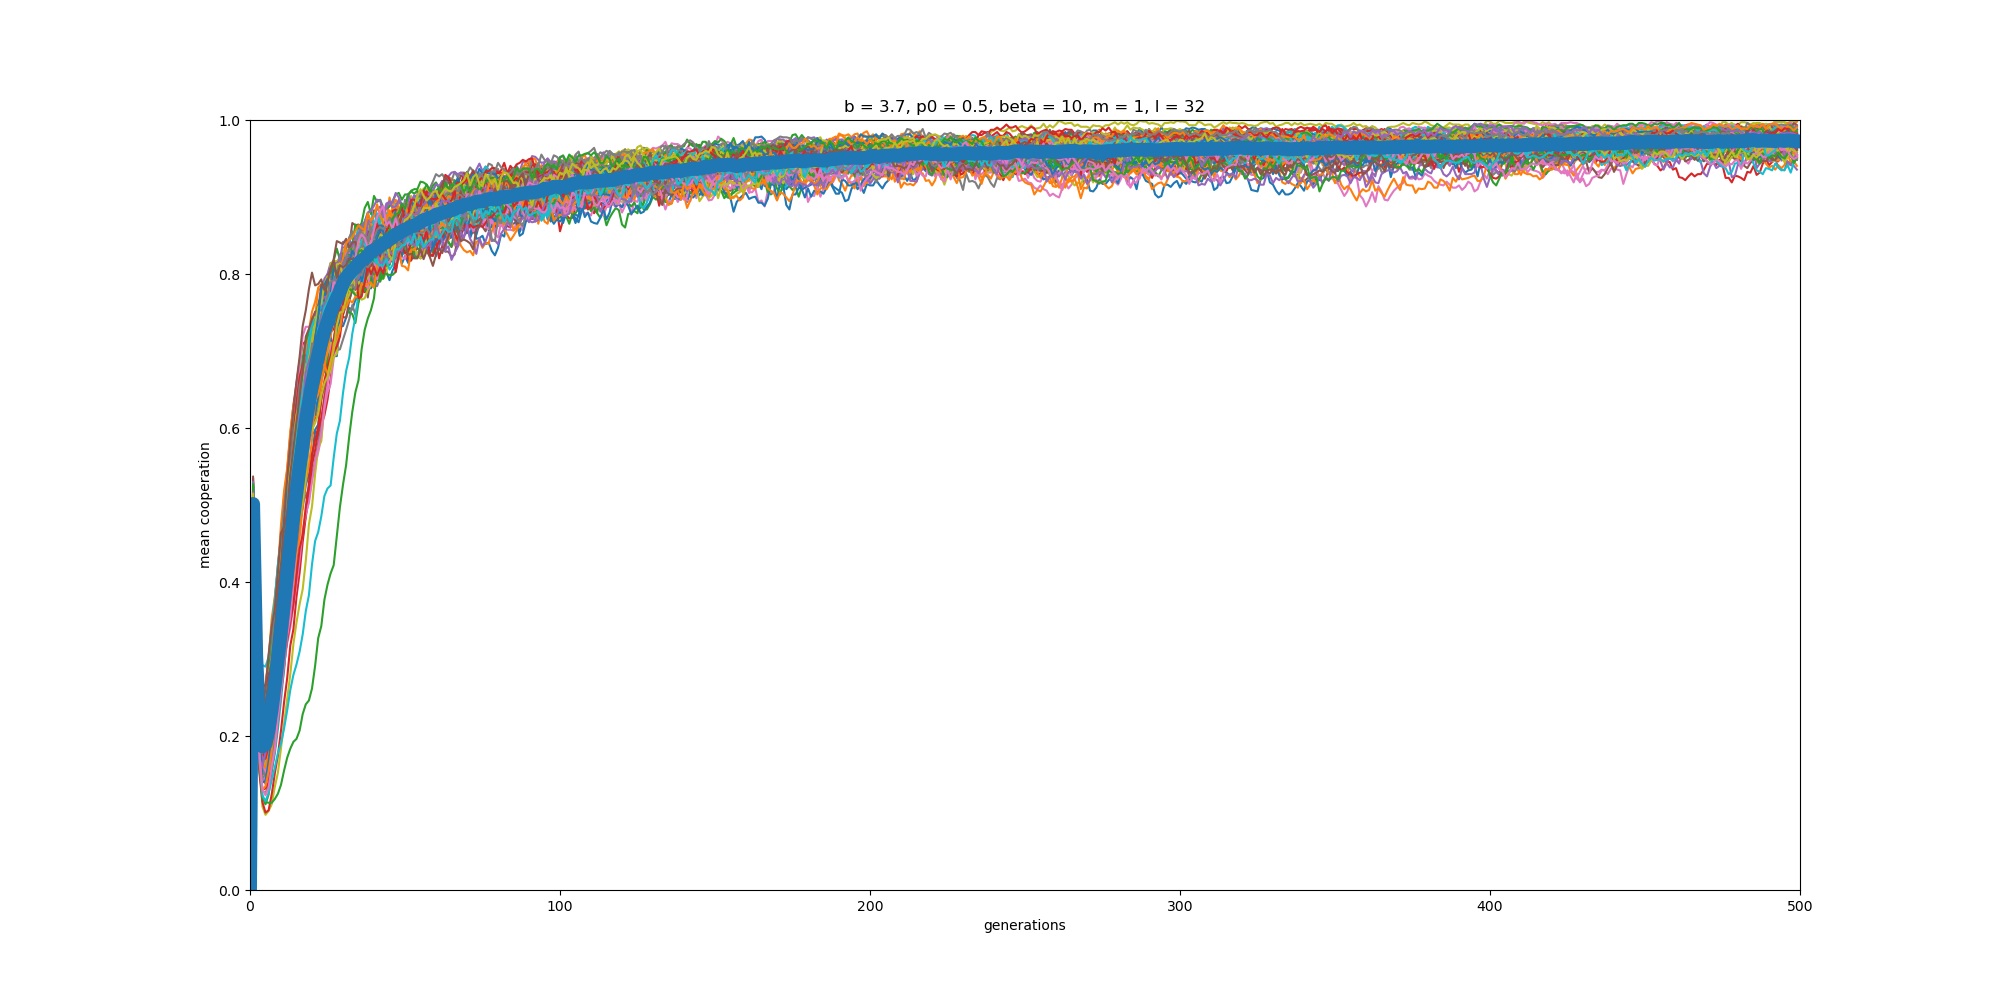 b = 3.7, p0 = 0.5, beta = 10, m = 1, l = 32
1.0
0.8
0.6
0.4
0.2
0.0
mean cooperation
0 100 200 300 400 500
generations